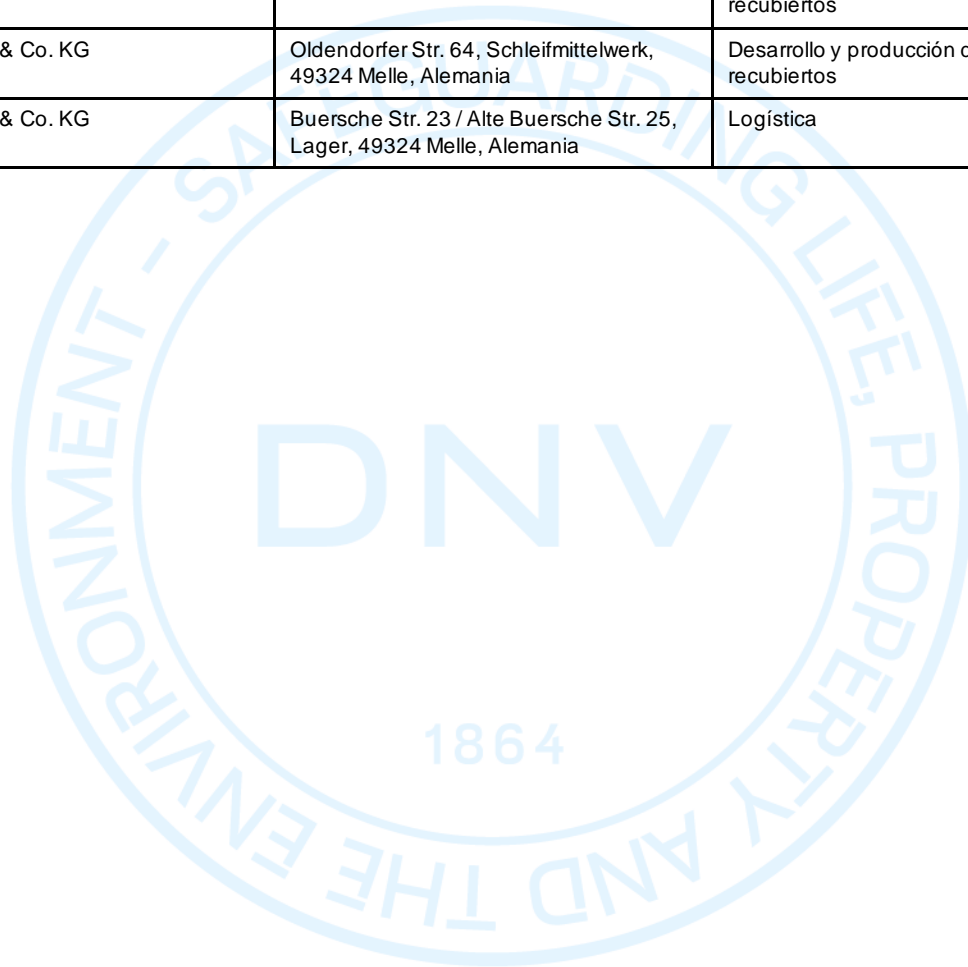 recubiertos
& Co. KG
Oldendorfer Str. 64, Schleifmittelwerk,
49324 Melle, Alemania
Desarrollo y producción
recubiertos
& Co. KG
Buersche Str. 23 / Alte Buersche Str. 25,
Lager, 49324 Melle, Alemania
Logística
SAFEGUARDING LIFE, PROPERTY AND THE ENVIRONMENT -
DNV
1864